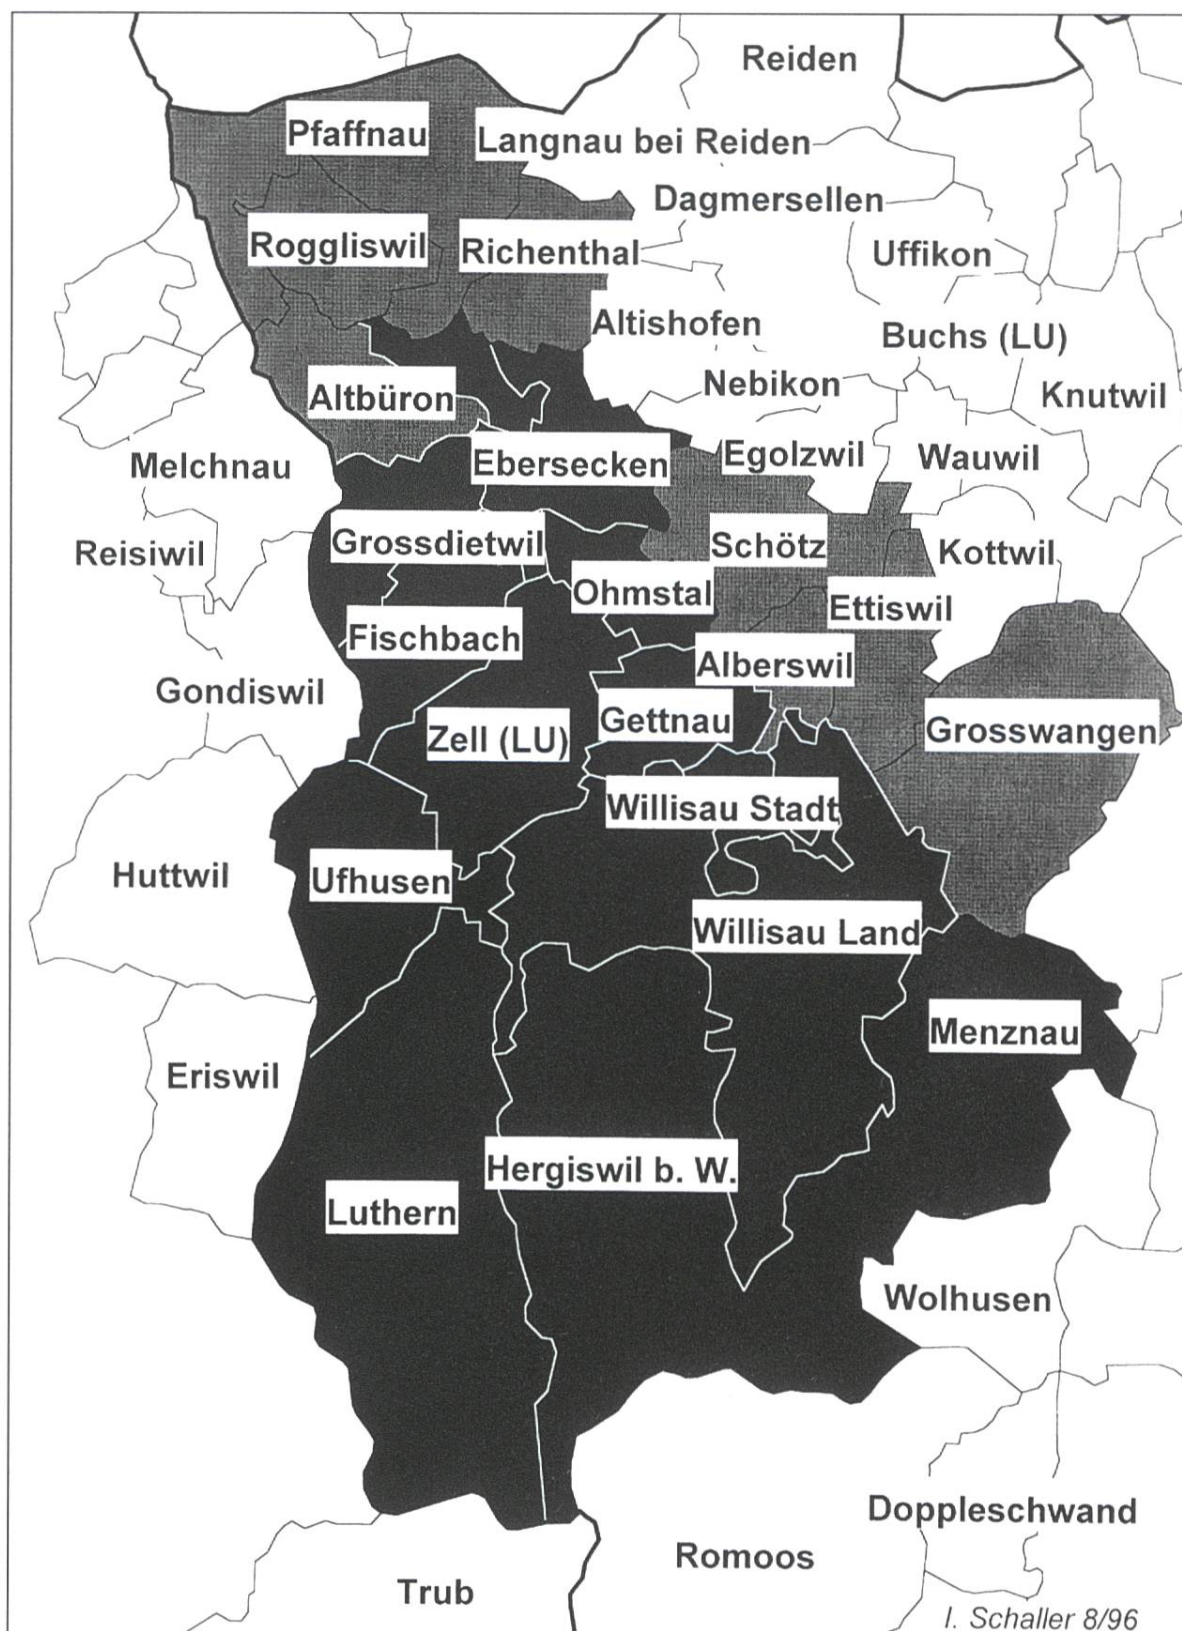 Reiden
Pfaffnau
Langnau bei Reiden
Dagmersellen
Roggliswil
Richenthal
Uffikon
Altishofen
Buchs (LU)
Nebikon
Altbüron
Knutwil
Melchnau
Ebersecken
Egolzwil
Wauwil
Reisiwil
Grossdietwil
Schötz
Kottwil
Ohmstal
Ettiswil
Fischbach
Alberswil
Gondiswil
Gettnau
Grosswangen
Zell (LU)
Willisau Stadt
Huttwil
Ufhusen
Willisau Land
Menznau
Eriswil
Hergiswil b. W.
Luthern
Wolhusen
Doppleschwand
Romoos
Trub
I. Schaller 8/96